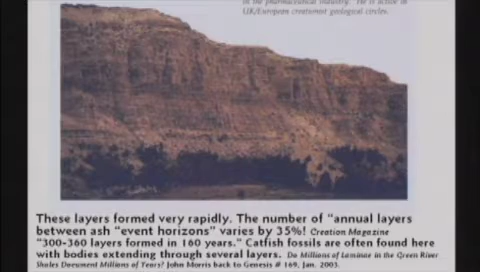 in the pharmaceutical industry. He is active in
UK/European creationist geological circles.
These layers formed very rapidly. The number of “annual layers
between ash “event horizons” varies by 35%! Creation Magazine
“300-360 layers formed in 160 years.” Catfish fossils are often found here
with bodies extending through several layers. Do Millions of Laminae in the Green River
Shales Document Millions of Years? John Morris back to Genesis # 169, Jan. 2003.